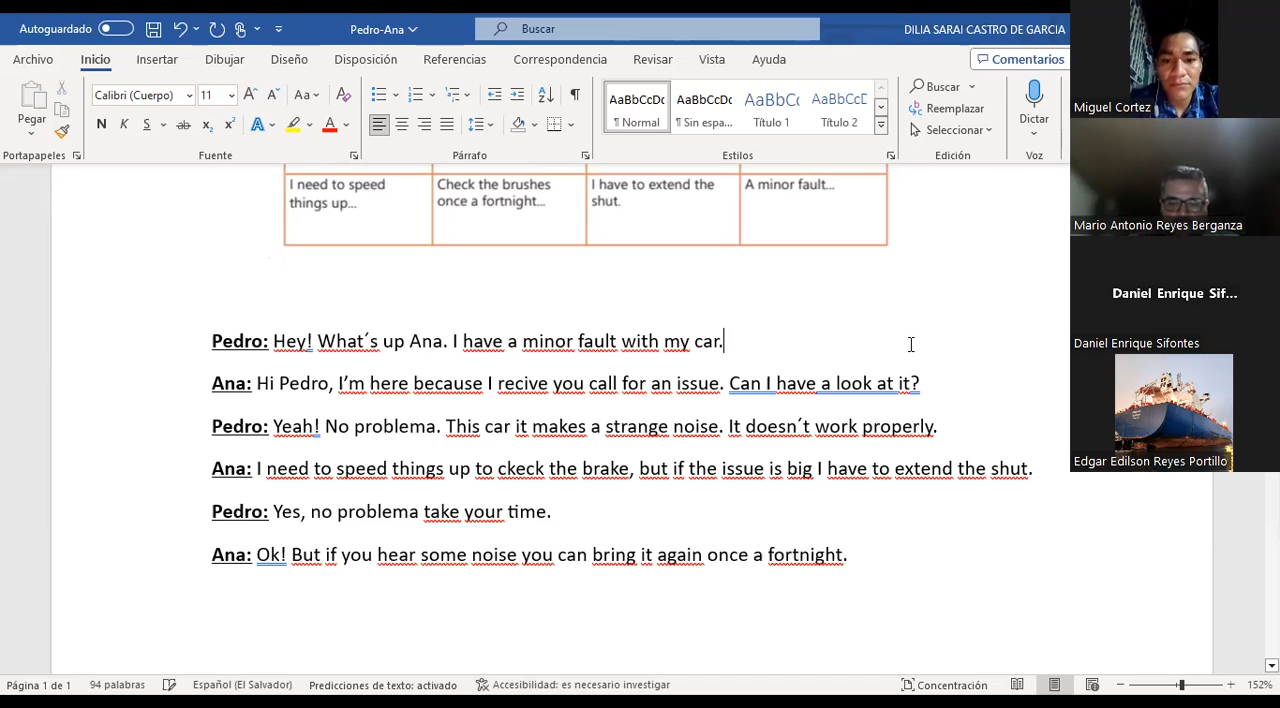 Autoguardado
Pedro-Ana
Buscar
DILIA SARAI CASTRO DE GARCIA
Archivo Inicio Insertar Dibujar Diseño Disposición Referencias Correspondencia Revisar Vista Ayuda
Comentarios
Pegar
Calibri (Cuerpo) 11
N K S ab x₂ x² A A
Aa
AaBbCcDc AaBbCcDc AaBbCc AaBbCcD
¶ Normal ¶ Sin espa... Título 1 Título 2
Buscar
Reemplazar
Seleccionar
Dictar
Portapapeles Fuente Párrafo Estilos Edición Voz
I need to speed things up...
Check the brushes once a fortnight...
I have to extend the shut.
A minor fault...
Pedro: Hey! What´s up Ana. I have a minor fault with my car.
Ana: Hi Pedro, I’m here because I recive you call for an issue. Can I have a look at it?
Pedro: Yeah! No problema. This car it makes a strange noise. It doesn´t work properly.
Ana: I need to speed things up to ckeck the brake, but if the issue is big I have to extend the shut.
Pedro: Yes, no problema take your time.
Ana: Ok! But if you hear some noise you can bring it again once a fortnight.
Página 1 de 1 94 palabras Español (El Salvador) Predicciones de texto: activado Accesibilidad: es necesario investigar
Concentración 152%
Miguel Cortez
Mario Antonio Reyes Berganza
Daniel Enrique Sif...
Daniel Enrique Sifontes
Edgar Edilson Reyes Portillo